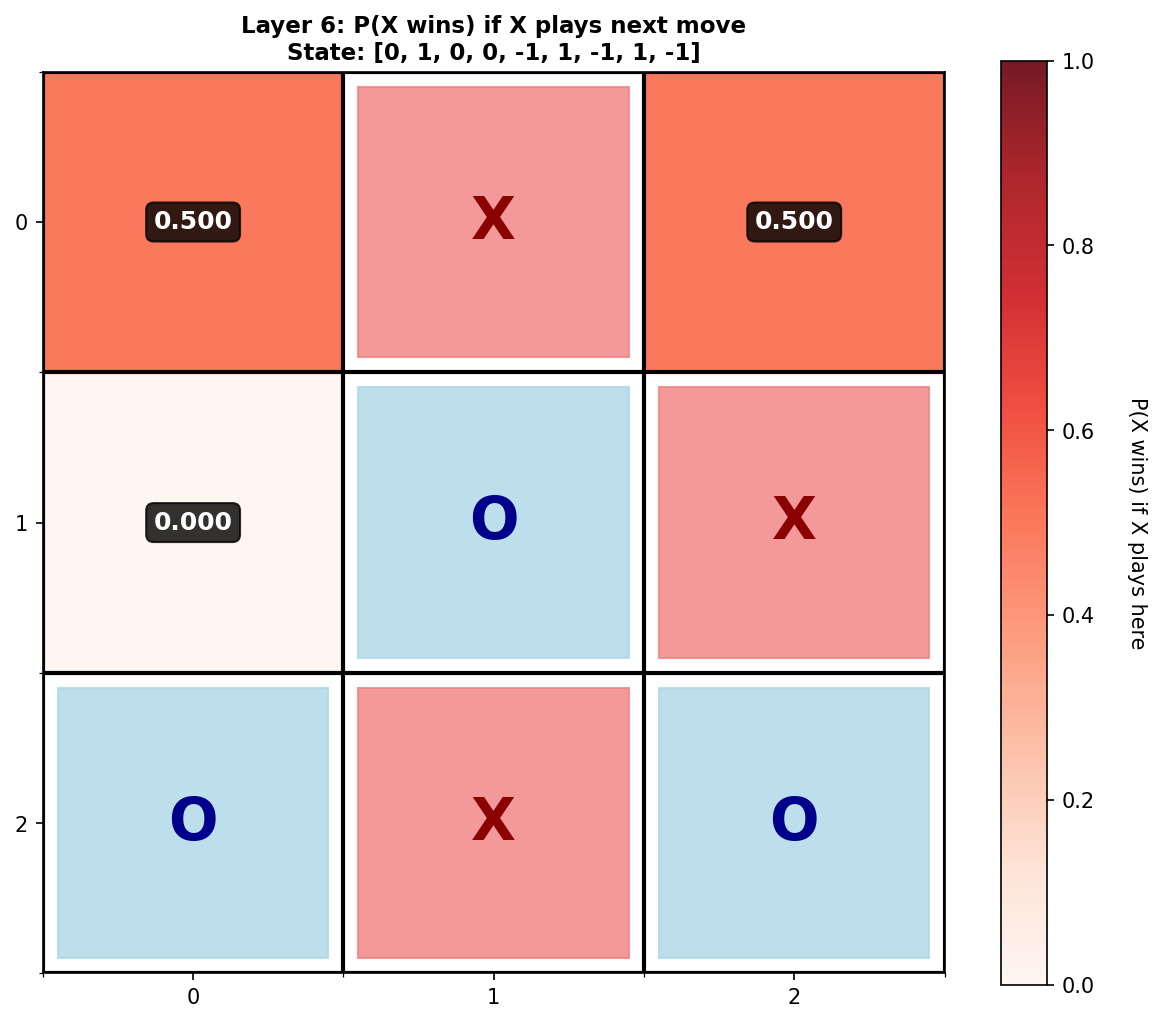 Layer 6: P(X wins) if X plays next move
State: [0, 1, 0, 0, -1, 1, -1, 1, -1]
0.500 X 0.500
0.000 O X
O X O
0
1
2
0 1 2
1.0
0.8
0.6
0.4
0.2
0.0
P(X wins) if X plays here